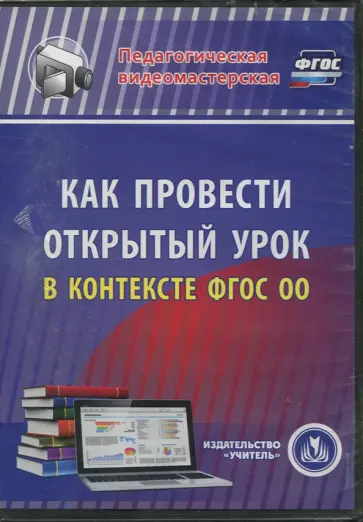 Педагогическая
видеомастерская
ФГОС
КАК ПРОВЕСТИ
ОТКРЫТЫЙ УРОК
В КОНТЕКСТЕ ФГОС ОО
ИЗДАТЕЛЬСТВО
«УЧИТЕЛЬ»